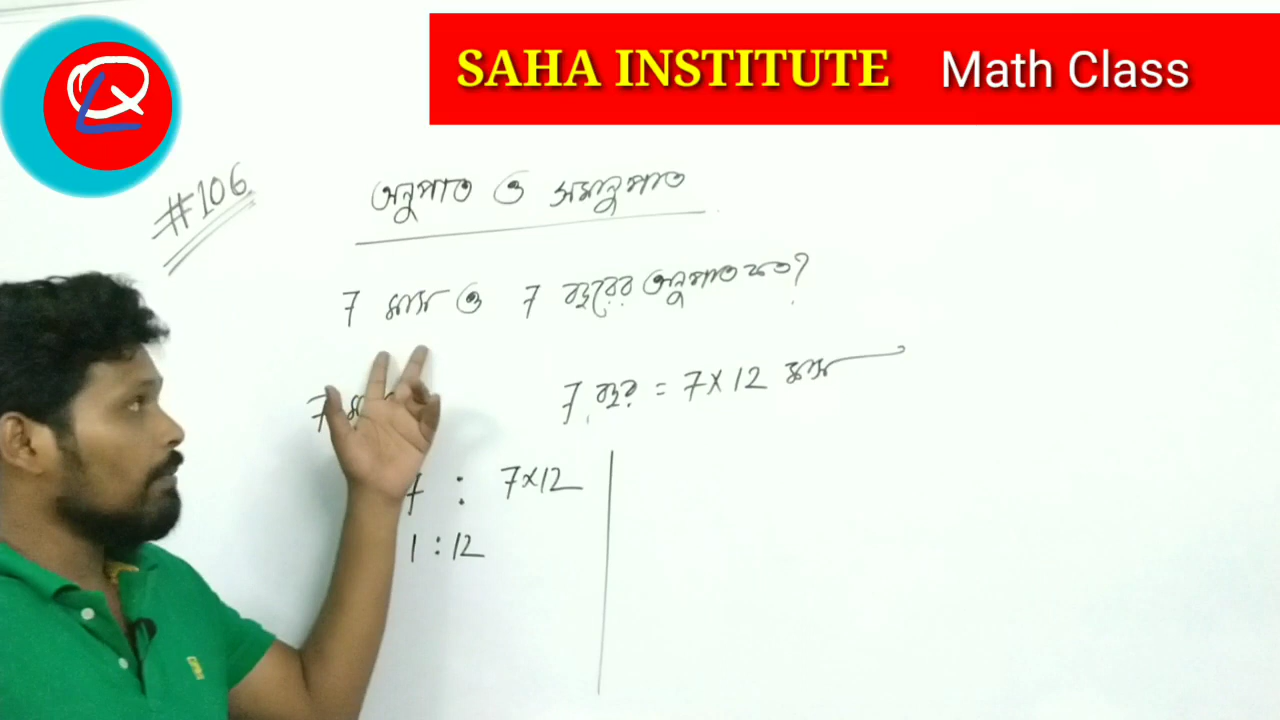 SAHA INSTITUTE Math Class
#106
অনুপাত ও সমানুপাত
7 মাস ও 7 বছরের অনুপাত কত?
7 বছর = 7×12 মাস
7 : 7×12
1 : 12